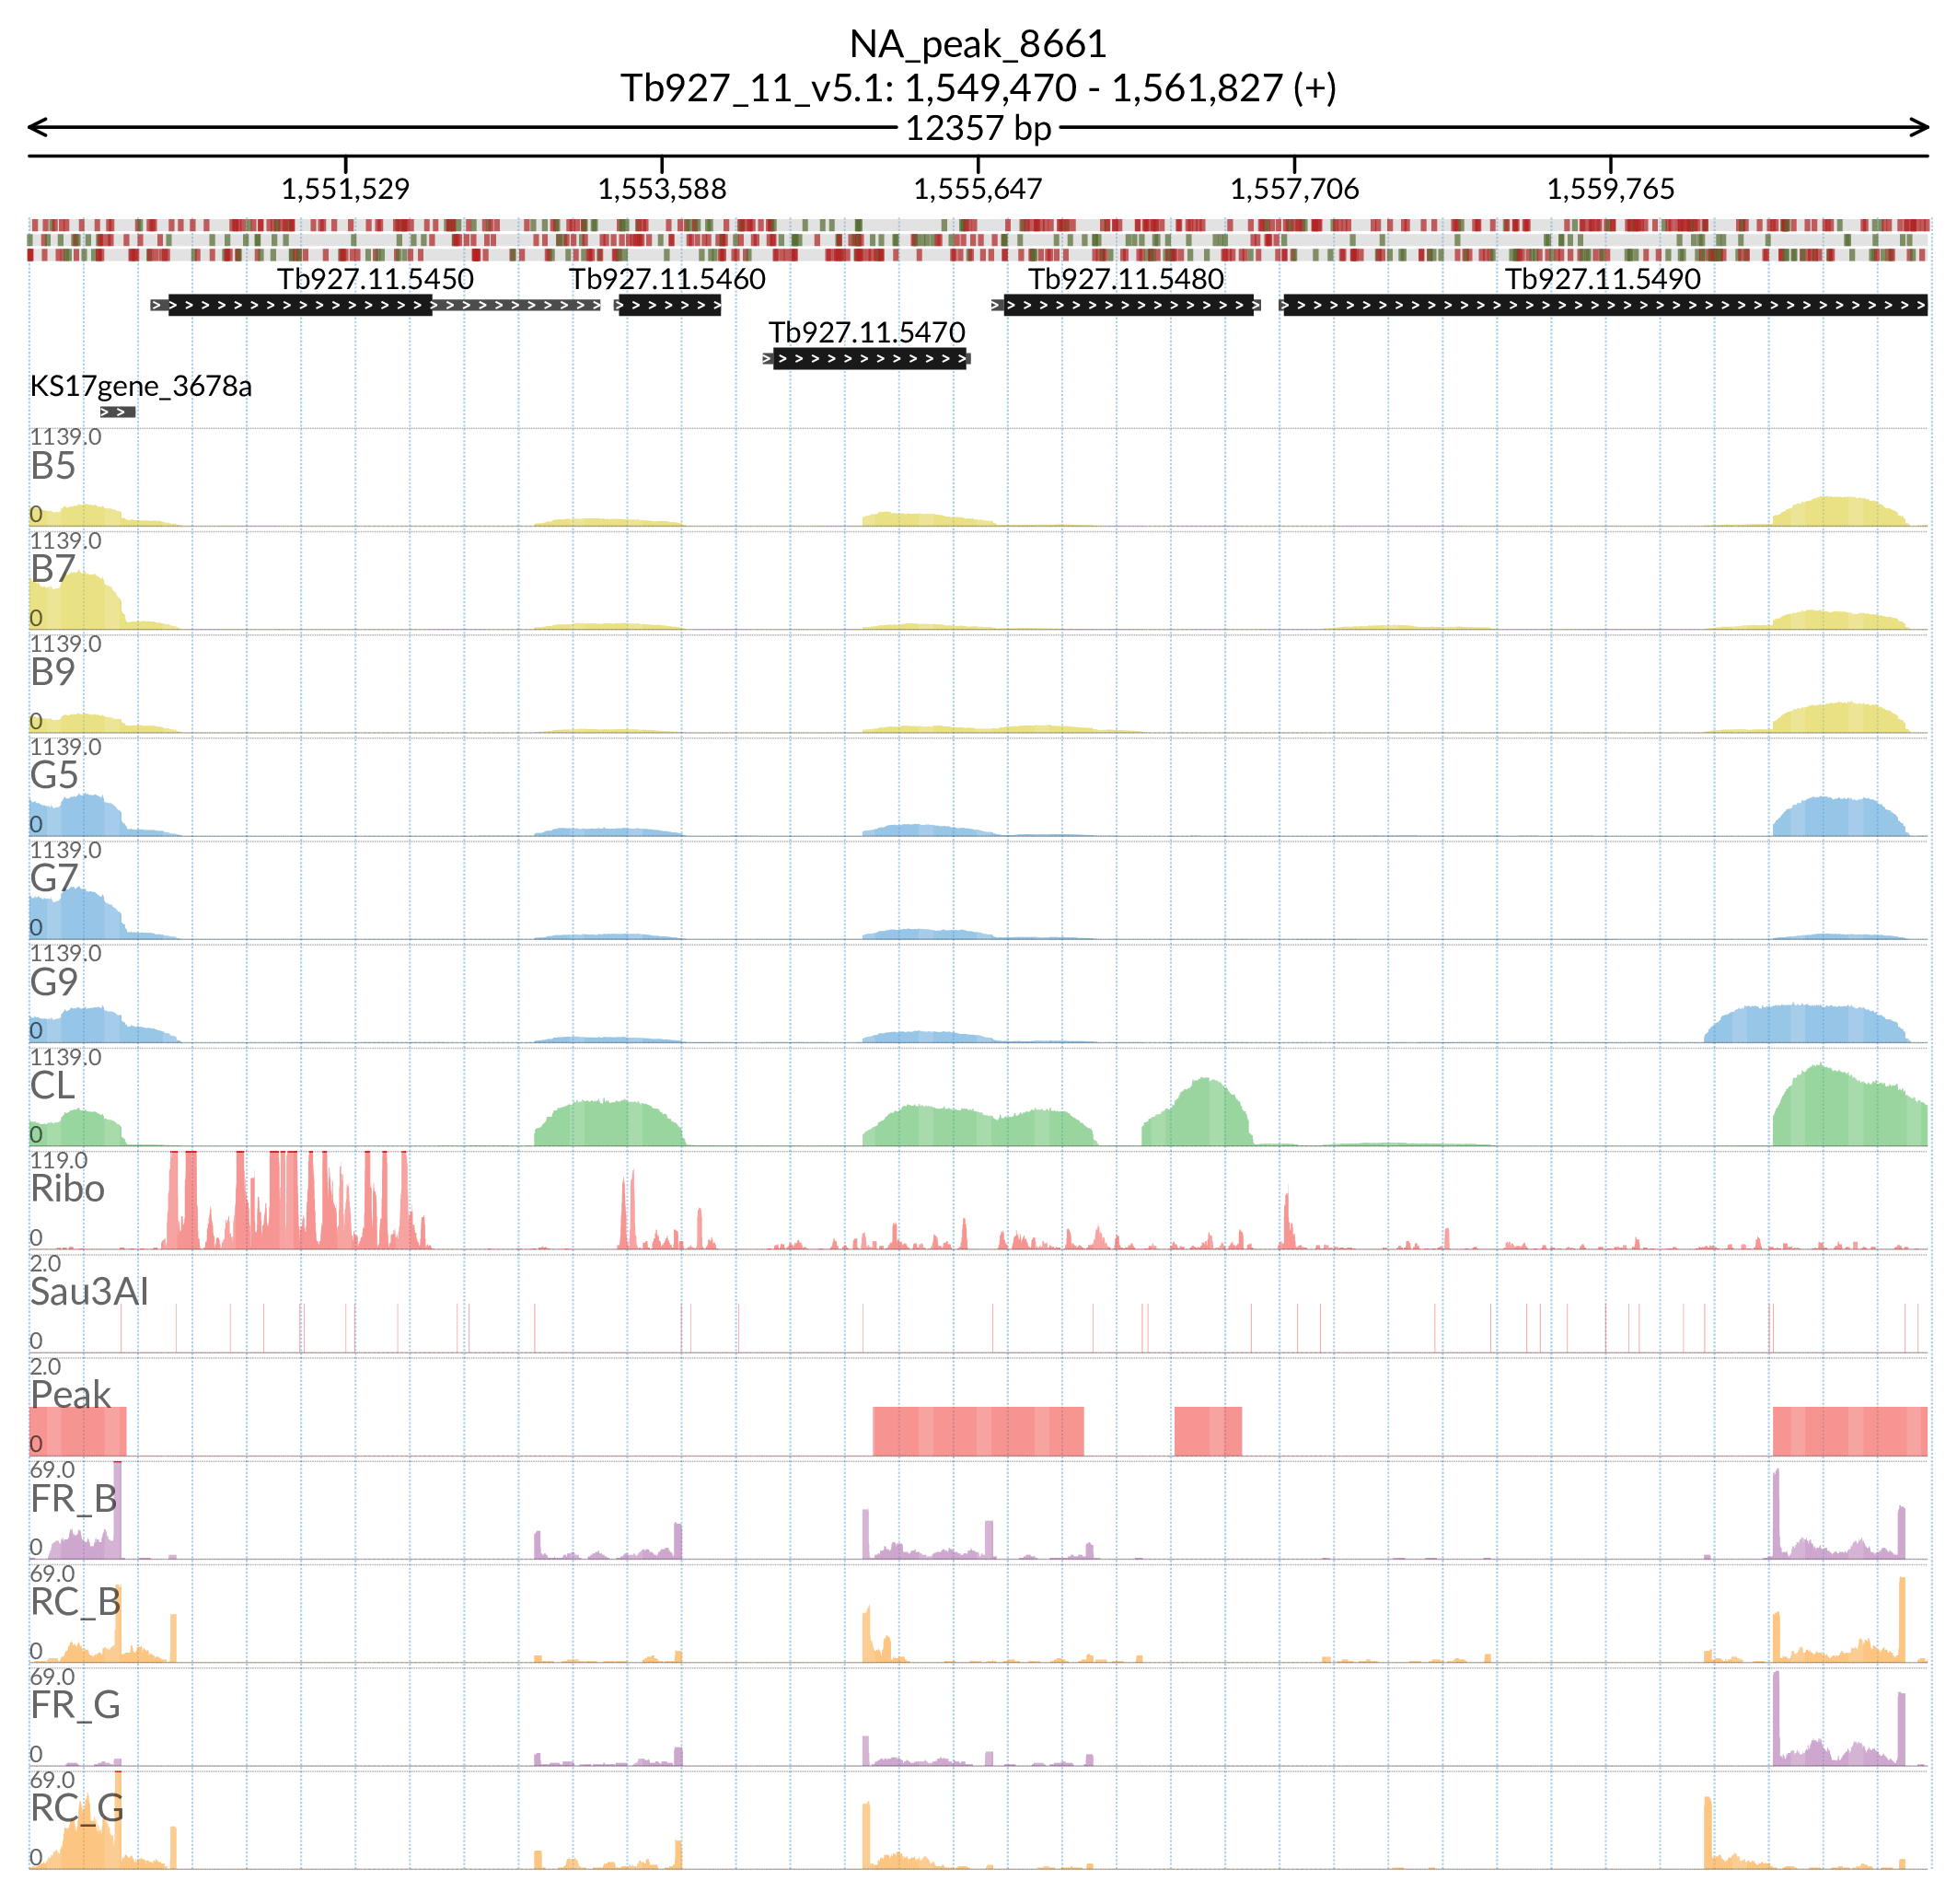 NA_peak_8661
Tb927_11_v5.1: 1,549,470 - 1,561,827 (+)
12357 bp
1,551,529 1,553,588 1,555,647 1,557,706 1,559,765
Tb927.11.5450 Tb927.11.5460 Tb927.11.5480 Tb927.11.5490
Tb927.11.5470
KS17gene_3678a
1139.0
B5
0
1139.0
B7
0
1139.0
B9
0
1139.0
G5
0
1139.0
G7
0
1139.0
G9
0
1139.0
CL
0
119.0
Ribo
0
2.0
Sau3AI
0
2.0
Peak
0
69.0
FR_B
0
69.0
RC_B
0
69.0
FR_G
0
69.0
RC_G
0